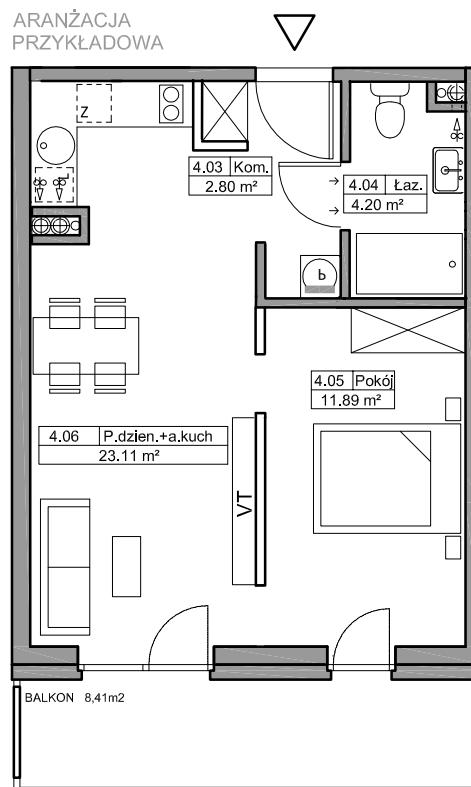 ARANŻACJA
PRZYKŁADOWA
Z
4.03 Kom.
2.80 m²
4.04 Łaz.
4.20 m²
L
b
4.05 Pokój
11.89 m²
4.06 P.dzien.+a.kuch
23.11 m²
VT
BALKON 8,41m2